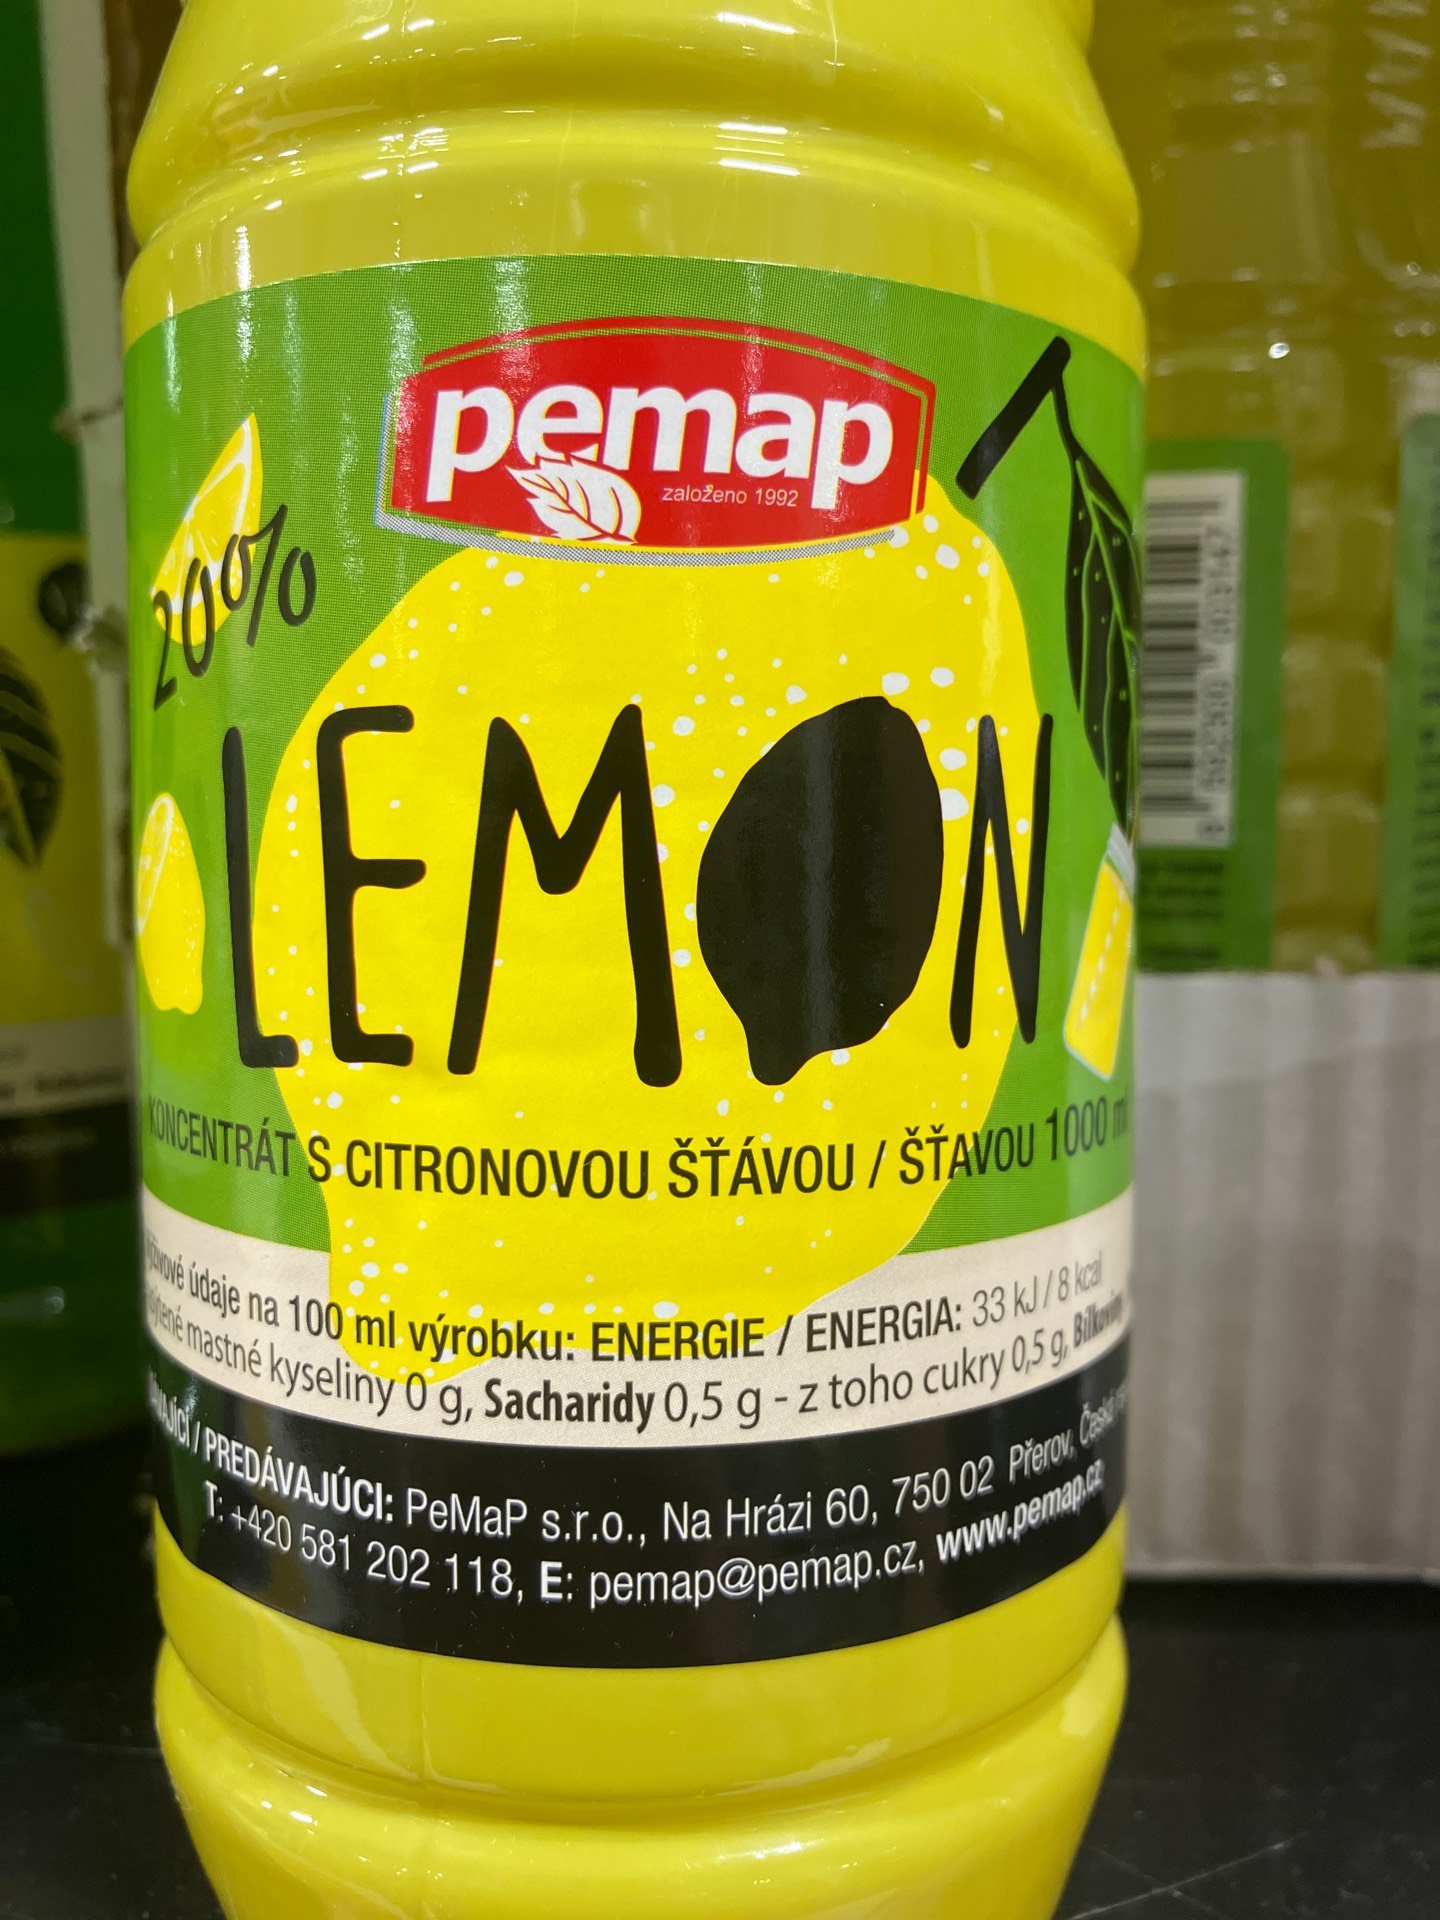 pemap
založeno 1992
20%
LEMON
KONCENTRÁT S CITRONOVOU ŠŤÁVOU / ŠŤAVOU 1000 ml
údaje na 100 ml výrobku: ENERGIE / ENERGIA: 33 kJ / 8 kcal
mastné kyseliny 0 g, Sacharidy 0,5 g - z toho cukry 0,5 g, Bílkoviny
/ PREDÁVAJÚCI: PeMaP s.r.o., Na Hrázi 60, 750 02 Přerov, Česká
T: +420 581 202 118, E: pemap@pemap.cz, www.pemap.cz